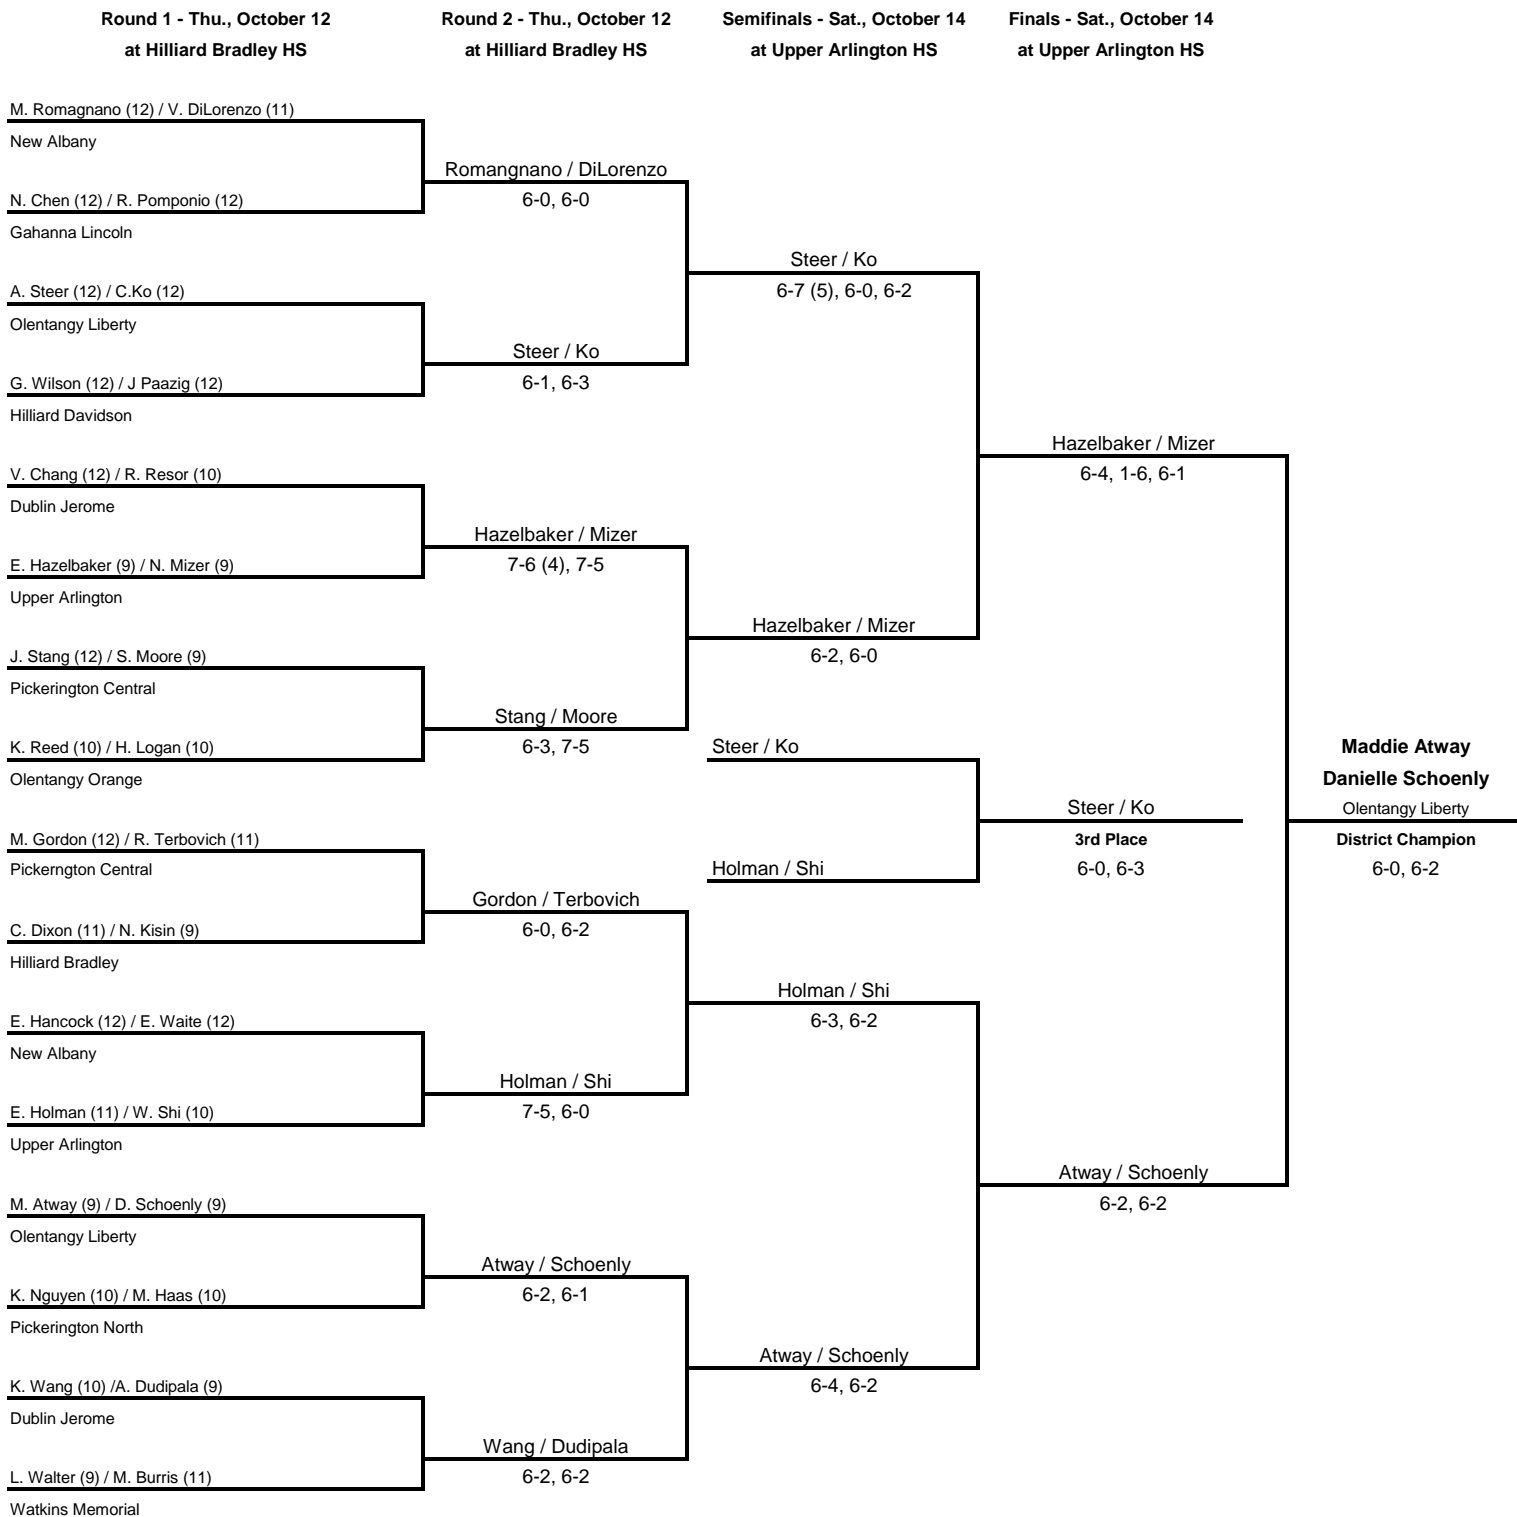 Round 1 - Thu., October 12
at Hilliard Bradley HS
Round 2 - Thu., October 12
at Hilliard Bradley HS
Semifinals - Sat., October 14
at Upper Arlington HS
Finals - Sat., October 14
at Upper Arlington HS
M. Romagnano (12) / V. DiLorenzo (11)
New Albany
N. Chen (12) / R. Pomponio (12)
Gahanna Lincoln
A. Steer (12) / C.Ko (12)
Olentangy Liberty
G. Wilson (12) / J Paazig (12)
Hilliard Davidson
V. Chang (12) / R. Resor (10)
Dublin Jerome
E. Hazelbaker (9) / N. Mizer (9)
Upper Arlington
J. Stang (12) / S. Moore (9)
Pickerington Central
K. Reed (10) / H. Logan (10)
Olentangy Orange
M. Gordon (12) / R. Terbovich (11)
Pickerngton Central
C. Dixon (11) / N. Kisin (9)
Hilliard Bradley
E. Hancock (12) / E. Waite (12)
New Albany
E. Holman (11) / W. Shi (10)
Upper Arlington
M. Atway (9) / D. Schoenly (9)
Olentangy Liberty
K. Nguyen (10) / M. Haas (10)
Pickerington North
K. Wang (10) /A. Dudipala (9)
Dublin Jerome
L. Walter (9) / M. Burris (11)
Watkins Memorial
Romangnano / DiLorenzo
6-0, 6-0
Steer / Ko
6-1, 6-3
Hazelbaker / Mizer
7-6 (4), 7-5
Stang / Moore
6-3, 7-5
Gordon / Terbovich
6-0, 6-2
Holman / Shi
7-5, 6-0
Atway / Schoenly
6-2, 6-1
Wang / Dudipala
6-2, 6-2
Steer / Ko
6-7 (5), 6-0, 6-2
Hazelbaker / Mizer
6-2, 6-0
Steer / Ko
Holman / Shi
Holman / Shi
6-3, 6-2
Atway / Schoenly
6-4, 6-2
Hazelbaker / Mizer
6-4, 1-6, 6-1
Steer / Ko
3rd Place
6-0, 6-3
Atway / Schoenly
6-2, 6-2
Maddie Atway
Danielle Schoenly
Olentangy Liberty
District Champion
6-0, 6-2